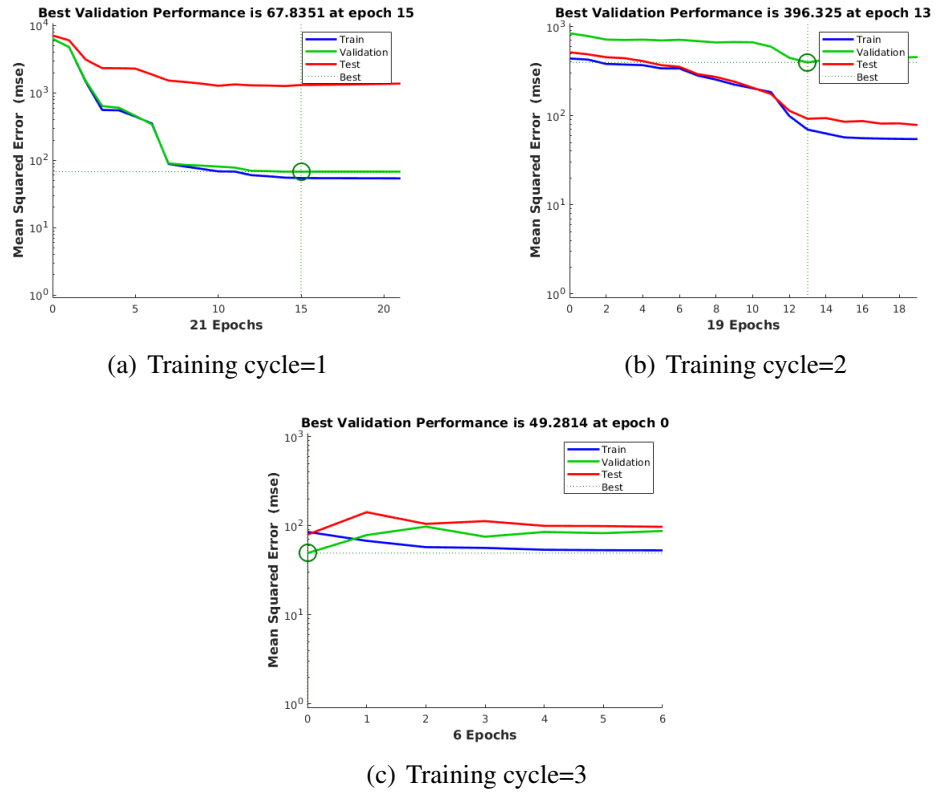 Best Validation Performance is 67.8351 at epoch 15
Mean Squared Error (mse)
10^4
10^3
10^2
10^1
10^0
Train
Validation
Test
Best
0 5 10 15 20
21 Epochs
(a) Training cycle=1
Best Validation Performance is 396.325 at epoch 13
Mean Squared Error (mse)
10^3
10^2
10^1
10^0
Train
Validation
Test
Best
0 2 4 6 8 10 12 14 16 18
19 Epochs
(b) Training cycle=2
Best Validation Performance is 49.2814 at epoch 0
Mean Squared Error (mse)
10^3
10^2
10^1
10^0
Train
Validation
Test
Best
0 1 2 3 4 5 6
6 Epochs
(c) Training cycle=3